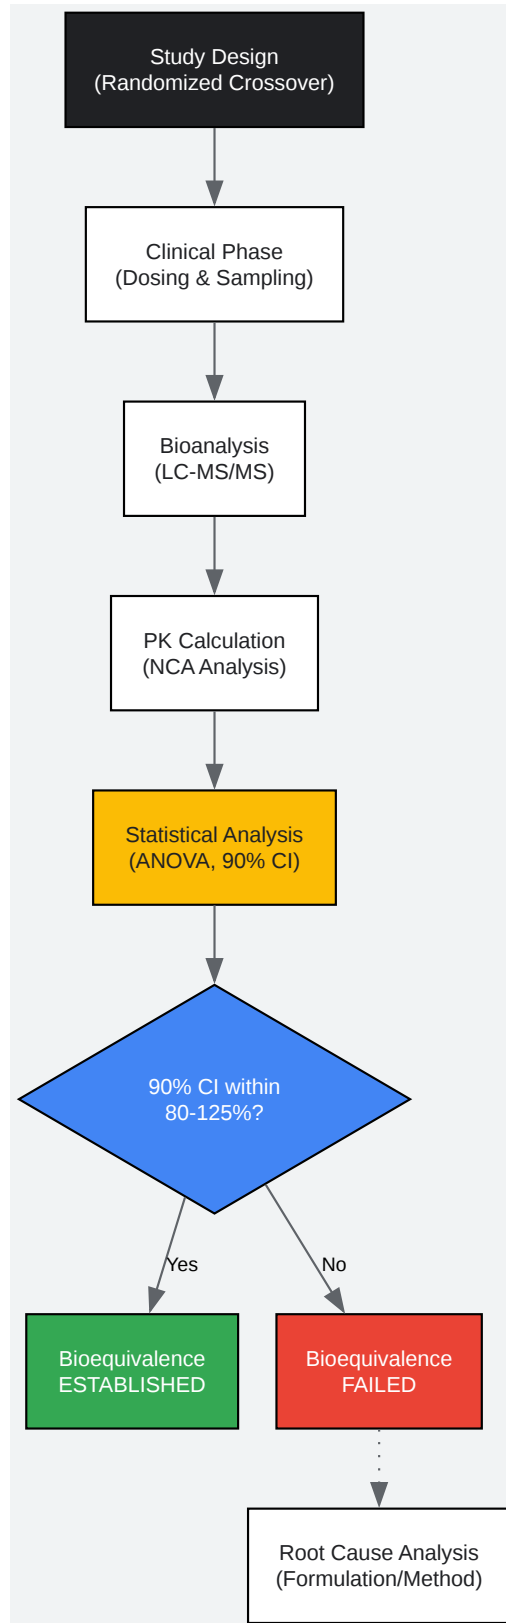 Study Design
(Randomized Crossover)
Clinical Phase
(Dosing & Sampling)
Bioanalysis
(LC-MS/MS)
PK Calculation
(NCA Analysis)
Statistical Analysis
(ANOVA, 90% CI)
90% CI within
80-125%?
Yes
No
Bioequivalence
ESTABLISHED
Bioequivalence
FAILED
Root Cause Analysis
(Formulation/Method)